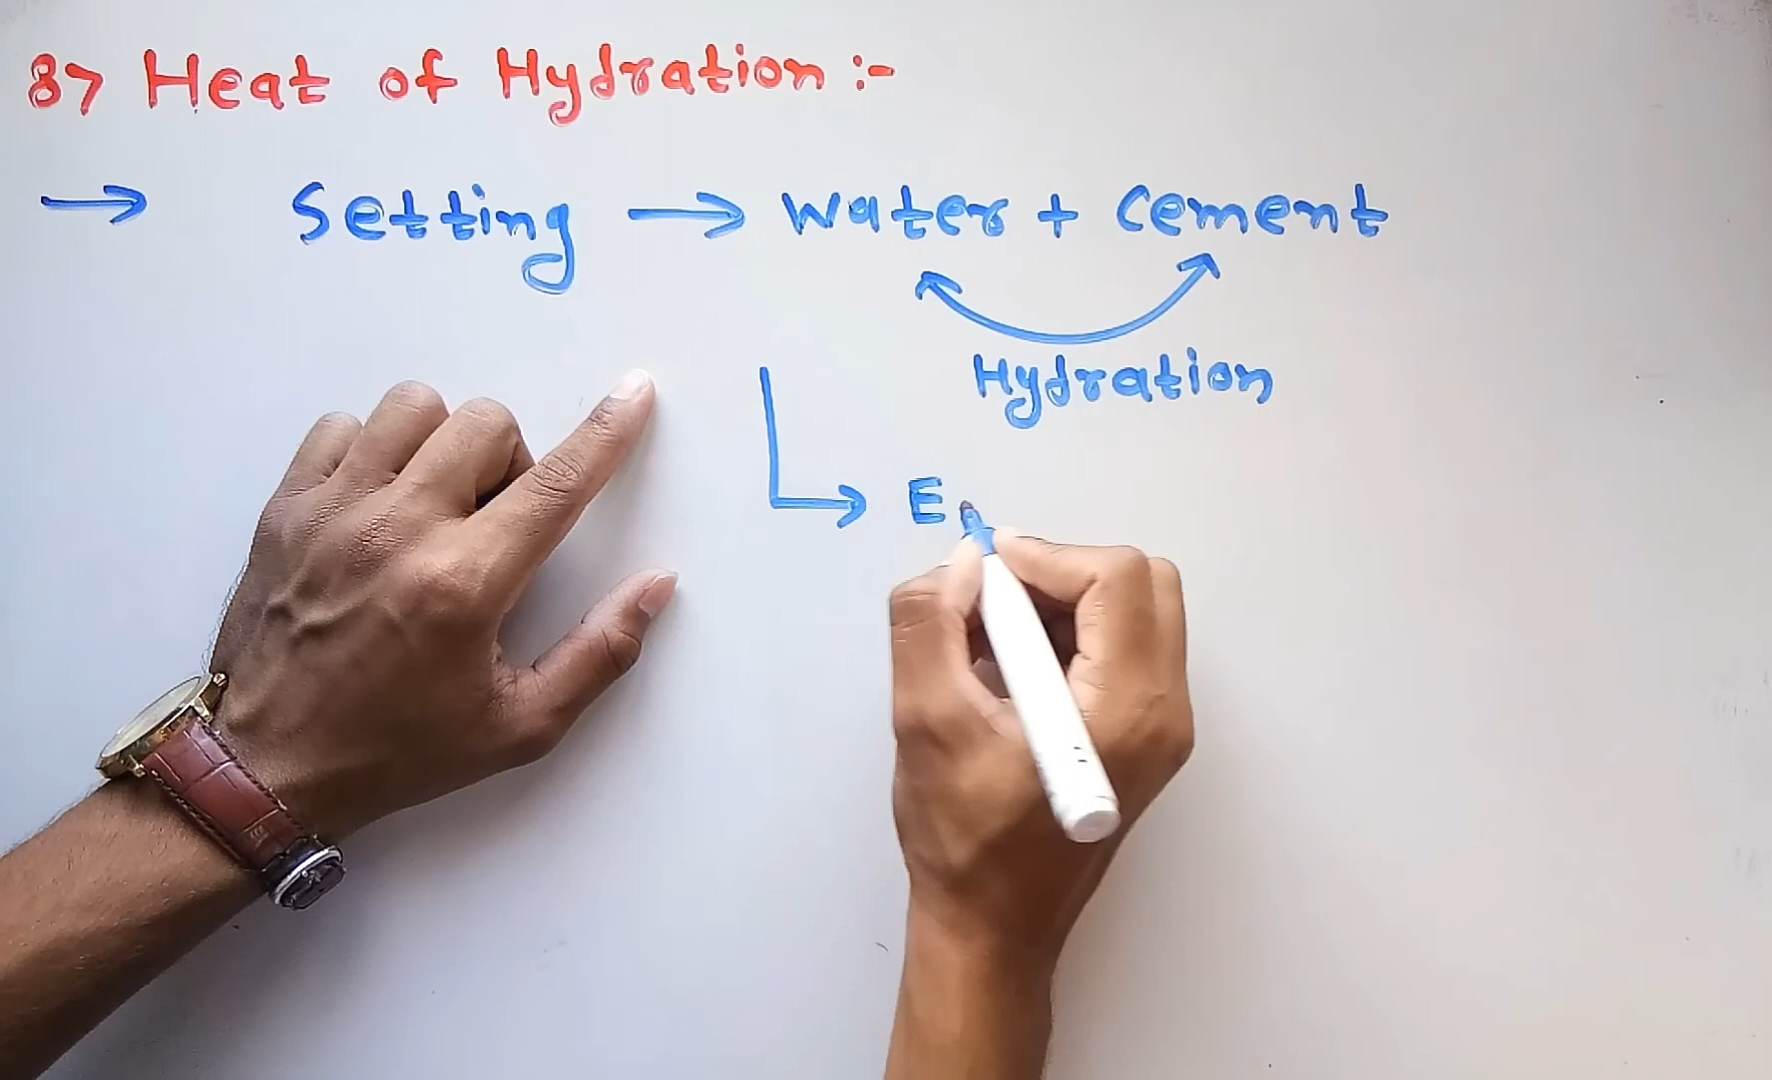 8> Heat of Hydration :-
→ Setting → Water + Cement
Hydration
→ E